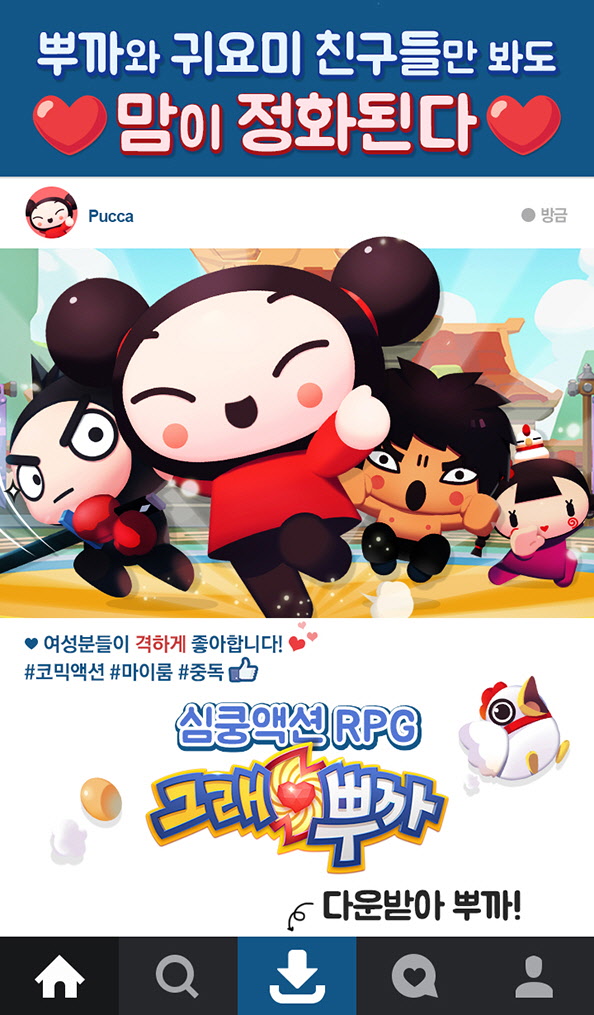 뿌까와 귀요미 친구들만 봐도
맘이 정화된다
Pucca
방금
여성분들이 격하게 좋아합니다!
#코믹액션 #마이룸 #중독
심쿵액션 RPG
그래 뿌까
다운받아 뿌까!